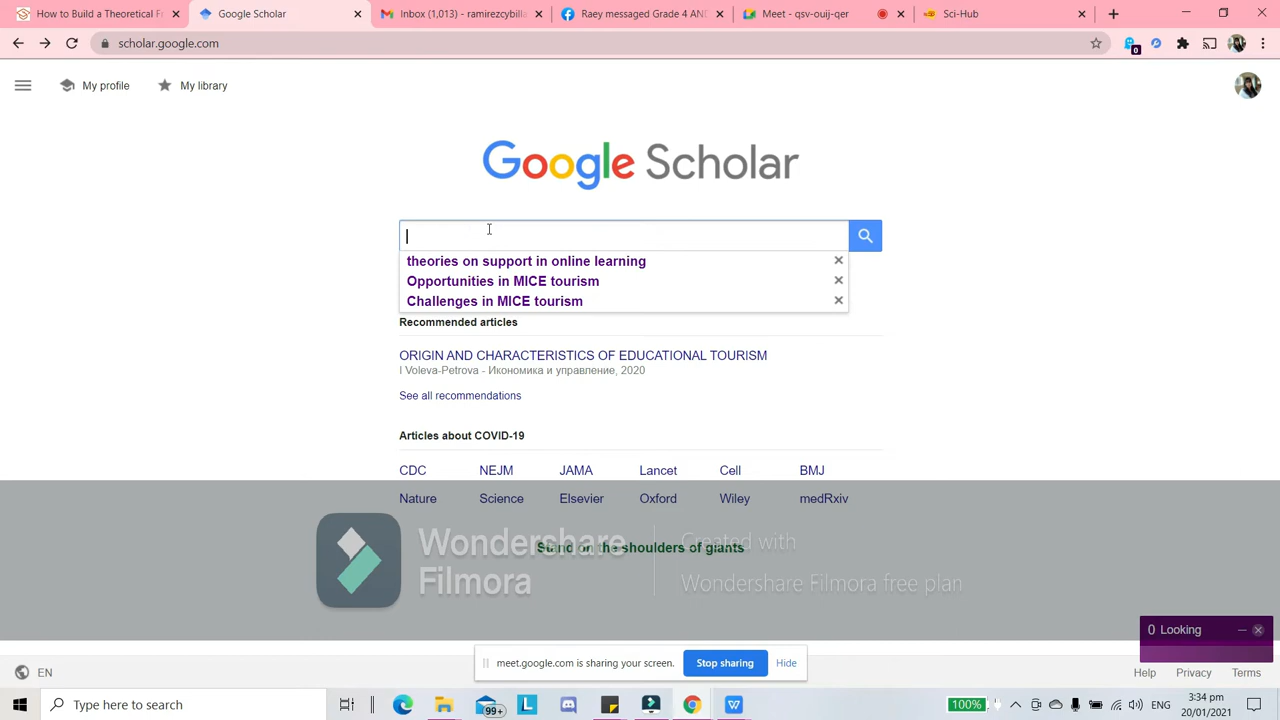 How to Build a Theoretical F
Google Scholar
Inbox (1,013) - ramirezcybill
Raey messaged Grade 4 AN
Meet - qsv-ouij-qer
Sci-Hub
scholar.google.com
0
My profile
My library
Google Scholar
theories on support in online learning
Opportunities in MICE tourism
Challenges in MICE tourism
Recommended articles
ORIGIN AND CHARACTERISTICS OF EDUCATIONAL TOURISM
I Voleva-Petrova - Икономика и управление, 2020
See all recommendations
Articles about COVID-19
CDC NEJM JAMA Lancet Cell BMJ
Nature Science Elsevier Oxford Wiley medRxiv
Stand on the shoulders of giants
Wondershare
Filmora
Created with
Wondershare Filmora free plan
0 Looking
meet.google.com is sharing your screen.
Stop sharing
Hide
EN
Help Privacy Terms
Type here to search
99+
100%
ENG
3:34 pm
20/01/2021